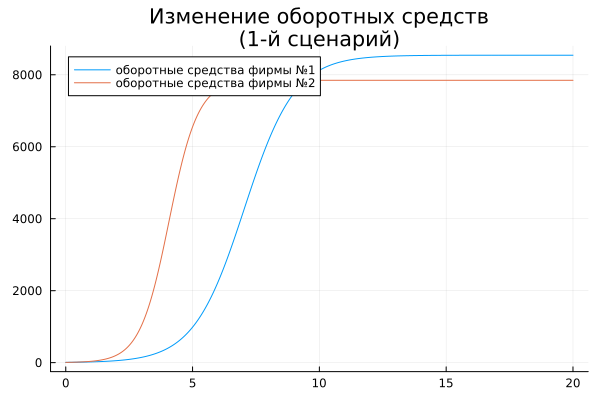 Изменение оборотных средств
(1-й сценарий)
оборотные средства фирмы №1
оборотные средства фирмы №2
8000
6000
4000
2000
0
0 5 10 15 20